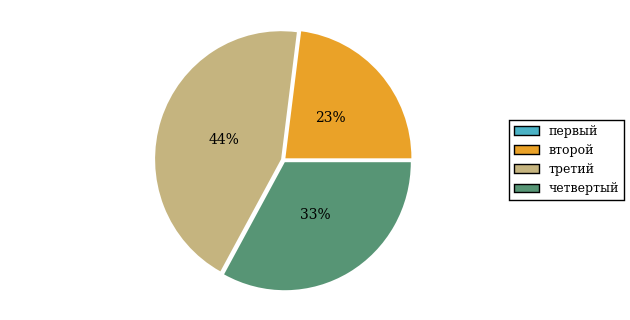 23%
44%
33%
первый
второй
третий
четвертый